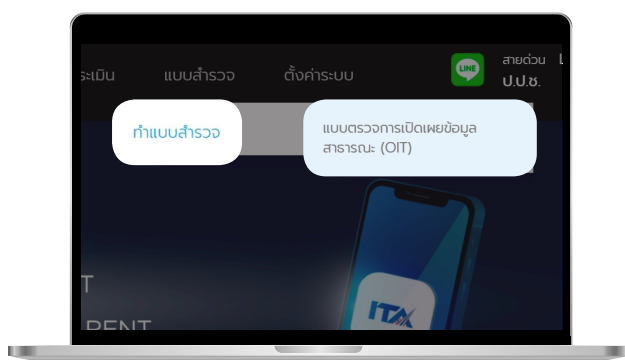 ระเมิน แบบสำรวจ ตั้งค่าระบบ LINE สายด่วน
ป.ป.ช.
ทำแบบสำรวจ
แบบตรวจการเปิดเผยข้อมูล
สาธารณะ (OIT)
T
PENT
ITA